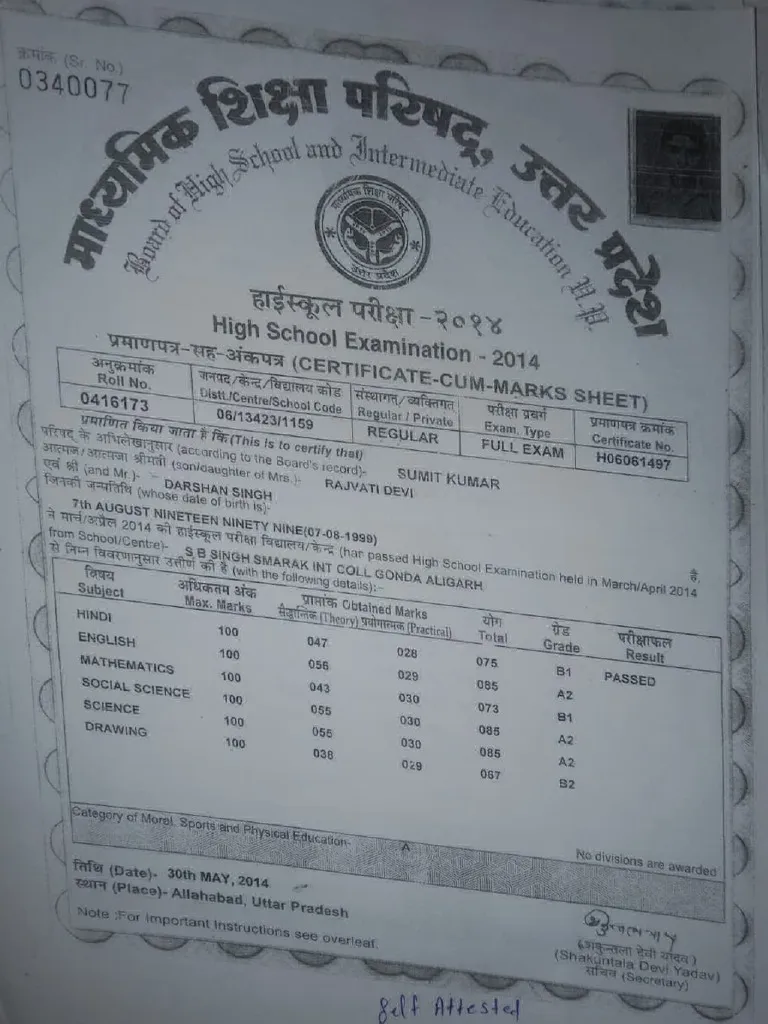 क्रमांक (Sr. No.)
0340077
माध्यमिक शिक्षा परिषद्, उत्तर प्रदेश
Board of High School and Intermediate Education U.P.
माध्यमिक शिक्षा परिषद
उत्तर प्रदेश
हाईस्कूल परीक्षा -२०१४
High School Examination - 2014
प्रमाणपत्र-सह-अंकपत्र (CERTIFICATE-CUM-MARKS SHEET)
अनुक्रमांक जनपद/केन्द्र/विद्यालय कोड संस्थागत/व्यक्तिगत परीक्षा प्रवर्ग प्रमाणपत्र क्रमांक
Roll No. Distt./Centre/School Code Regular / Private Exam. Type Certificate No.
0416173 06/13423/1159 REGULAR FULL EXAM H06061497
प्रमाणित किया जाता है कि (This is to certify that)
परिषद के अभिलेखानुसार (according to the Board's record)- SUMIT KUMAR
आत्मज/आत्मजा श्रीमती (son/daughter of Mrs.)- RAJVATI DEVI
एवं श्री (and Mr.)- DARSHAN SINGH
जिनकी जन्मतिथि (whose date of birth is)-
7th AUGUST NINETEEN NINETY NINE(07-08-1999) है,
ने मार्च/अप्रैल 2014 की हाईस्कूल परीक्षा विद्यालय/केन्द्र (har passed High School Examination held in March/April 2014
from School/Centre)- S B SINGH SMARAK INT COLL GONDA ALIGARH
से निम्न विवरणानुसार उत्तीर्ण की है (with the following details):-
विषय अधिकतम अंक प्राप्तांक Obtained Marks योग ग्रेड परीक्षाफल
Subject Max. Marks सैद्धान्तिक (Theory) प्रयोगात्मक (Practical) Total Grade Result
HINDI 100 047 028 075 B1 PASSED
ENGLISH 100 056 029 085 A2
MATHEMATICS 100 043 030 073 B1
SOCIAL SCIENCE 100 055 030 085 A2
SCIENCE 100 055 030 085 A2
DRAWING 100 038 029 067 B2
Category of Moral, Sports and Physical Education- A
No divisions are awarded
तिथि (Date)- 30th MAY, 2014
स्थान (Place)- Allahabad, Uttar Pradesh
Note :For Important Instructions see overleaf.
(शकुन्तला देवी यादव)
(Shakuntala Devi Yadav)
सचिव (Secretary)
Self Attested